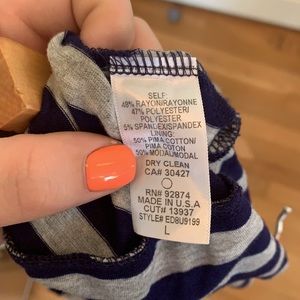 SELF:
48% RAYON/RAYONNE
47% POLYESTER/
POLYESTER
5% SPANDEX/SPANDEX
LINING:
50% PIMA COTTON/
PIMA COTON
50% MODAL/MODAL
DRY CLEAN
CA# 30427
RN# 92874
MADE IN U.S.A
CUT# 13937
STYLE# ED8U9199
L